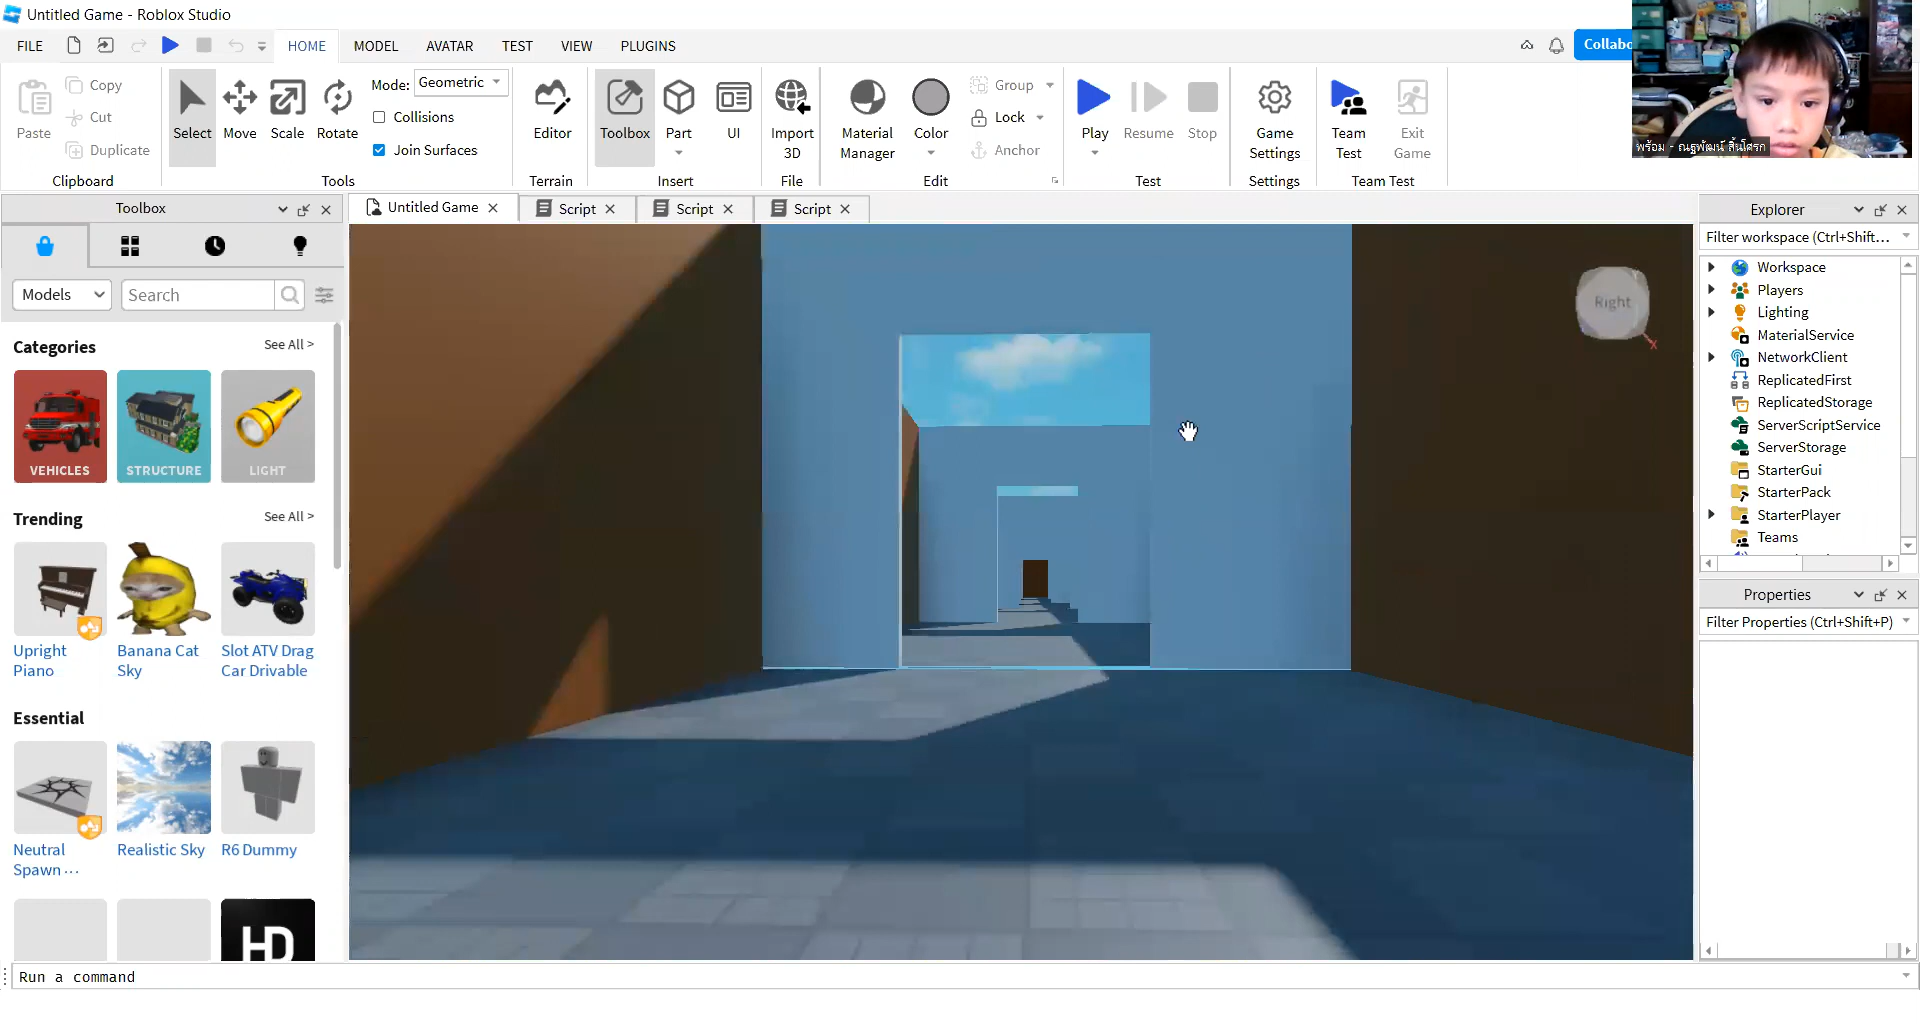 Untitled Game - Roblox Studio
FILE HOME MODEL AVATAR TEST VIEW PLUGINS
Collabo
Paste
Copy
Cut
Duplicate
Clipboard
Select Move Scale Rotate
Mode: Geometric
Collisions
Join Surfaces
Tools
Editor
Terrain
Toolbox Part UI
Insert
Import 3D
File
Material Manager
Color
Group
Lock
Anchor
Edit
Play Resume Stop
Test
Game Settings
Settings
Team Test
Exit Game
Team Test
พร้อม - ณฐพัฒน์ สิ้นโศรก
Toolbox
Untitled Game
Script
Script
Script
Models
Search
Categories
See All >
VEHICLES
STRUCTURE
LIGHT
Trending
See All >
Upright Piano
Banana Cat Sky
Slot ATV Drag Car Drivable
Essential
Neutral Spawn ...
Realistic Sky
R6 Dummy
HD
Right
X
Explorer
Filter workspace (Ctrl+Shift...
Workspace
Players
Lighting
MaterialService
NetworkClient
ReplicatedFirst
ReplicatedStorage
ServerScriptService
ServerStorage
StarterGui
StarterPack
StarterPlayer
Teams
Properties
Filter Properties (Ctrl+Shift+P)
Run a command